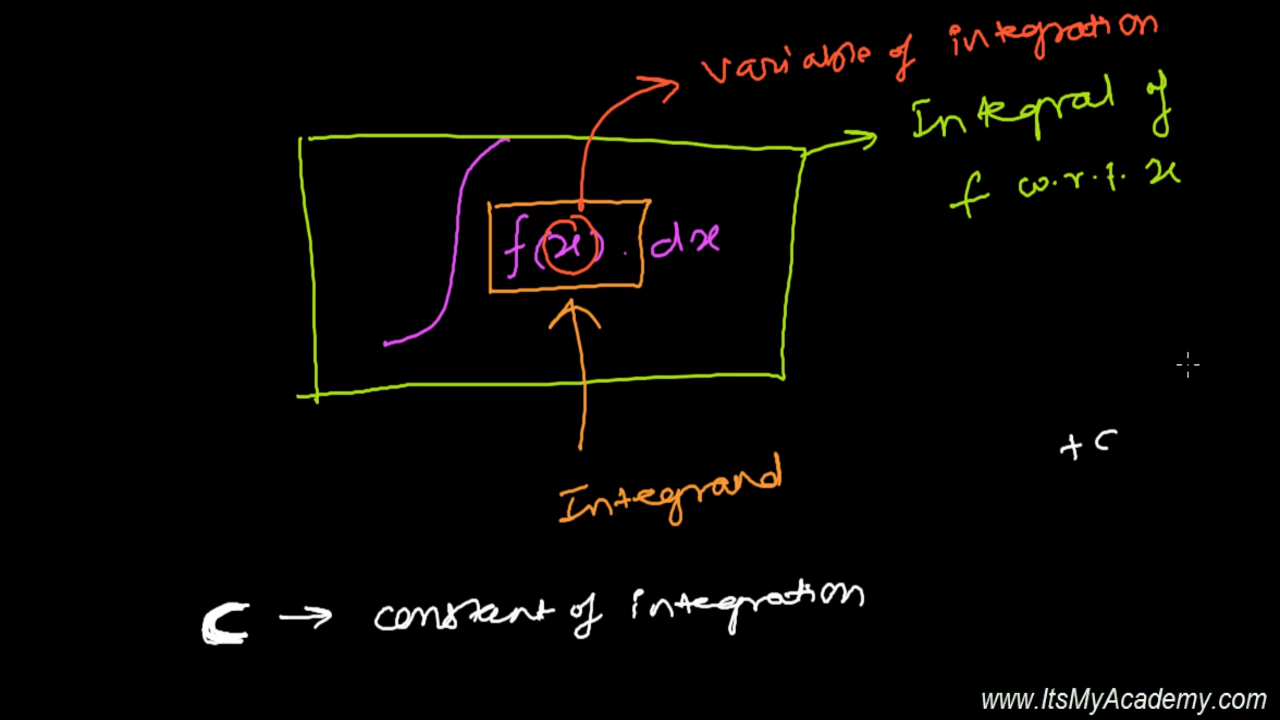 variable of integration
Integral of
f w.r.t. x
∫ f(x) . dx
+ c
Integrand
C → constant of integration
www.ItsMyAcademy.com